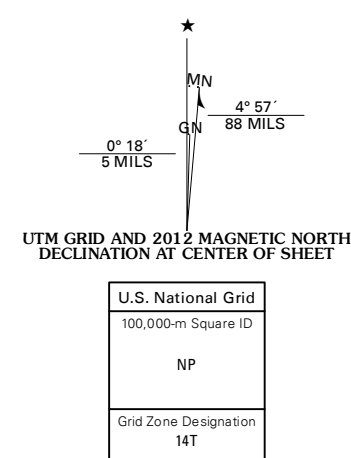 MN
GN
4° 57´
88 MILS
0° 18´
5 MILS
UTM GRID AND 2012 MAGNETIC NORTH
DECLINATION AT CENTER OF SHEET
U.S. National Grid
100,000-m Square ID
NP
Grid Zone Designation
14T